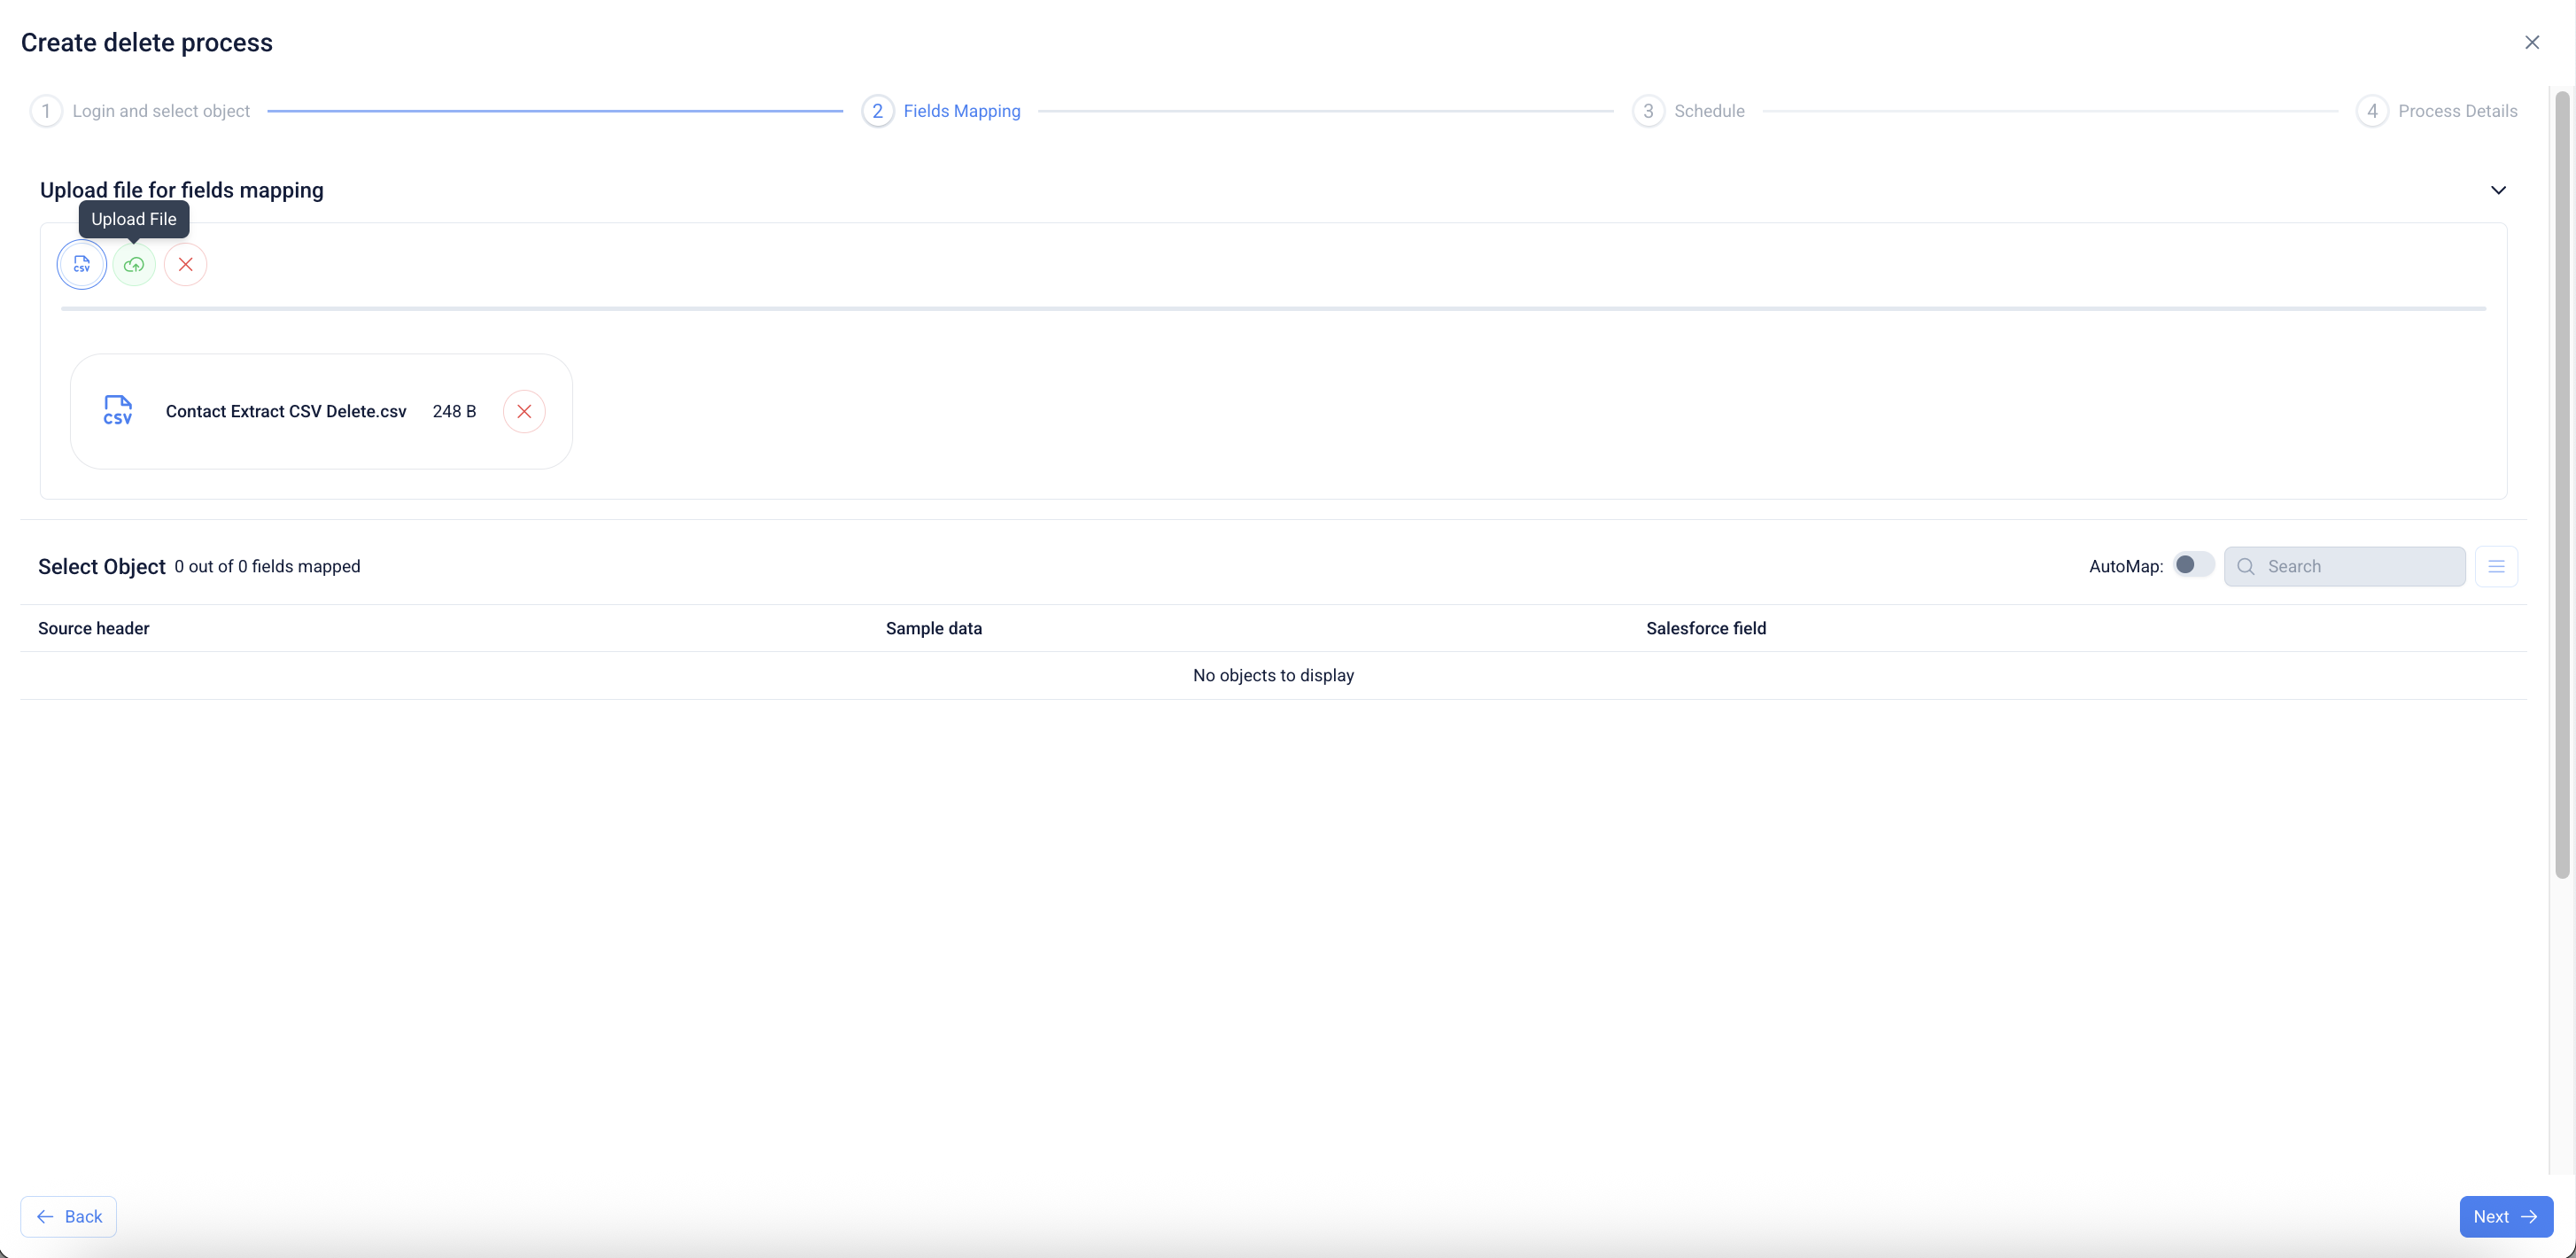 Create delete process
1 Login and select object 2 Fields Mapping 3 Schedule 4 Process Details
Upload file for fields mapping
Upload File
CSV
CSV Contact Extract CSV Delete.csv 248 B
Select Object 0 out of 0 fields mapped AutoMap: Search
Source header Sample data Salesforce field
No objects to display
Back Next